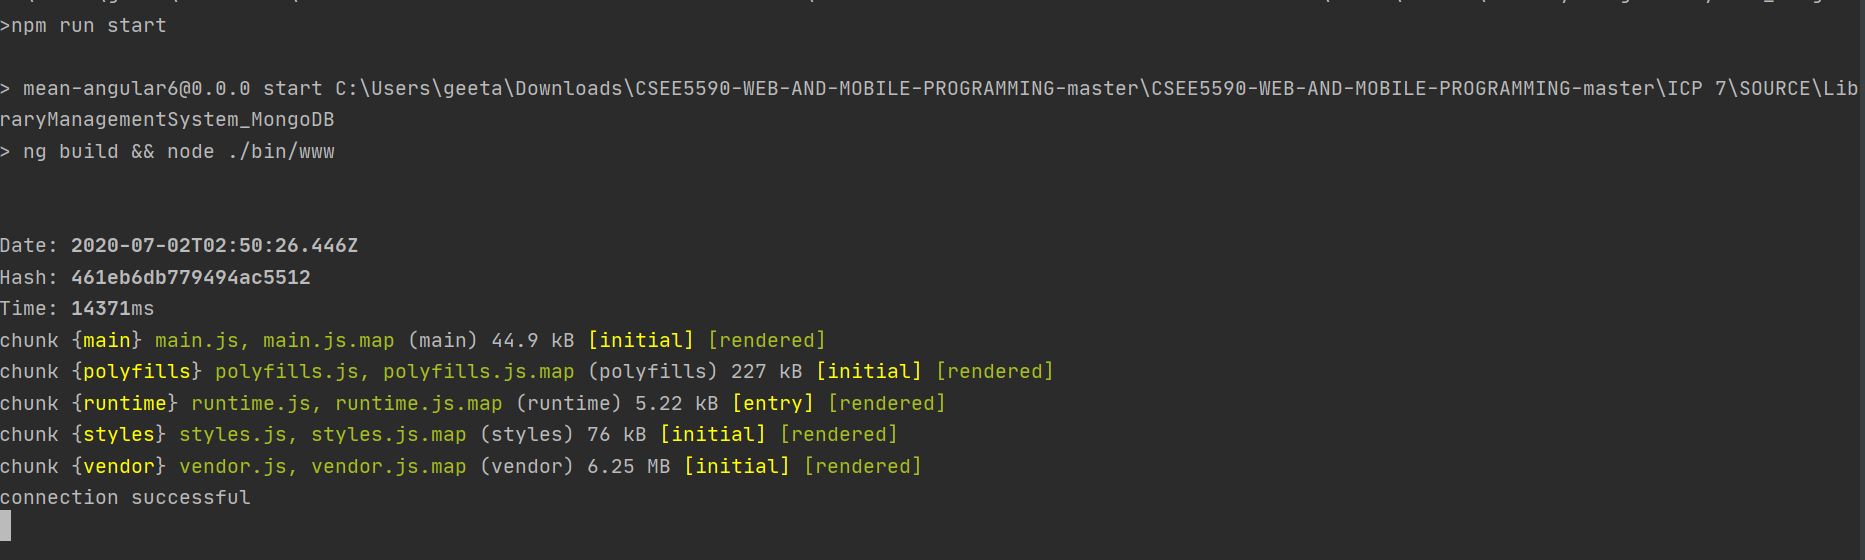 >npm run start
> mean-angular6@0.0.0 start C:\Users\geeta\Downloads\CSEE5590-WEB-AND-MOBILE-PROGRAMMING-master\CSEE5590-WEB-AND-MOBILE-PROGRAMMING-master\ICP 7\SOURCE\Lib
raryManagementSystem_MongoDB
> ng build && node ./bin/www
Date: 2020-07-02T02:50:26.446Z
Hash: 461eb6db779494ac5512
Time: 14371ms
chunk {main} main.js, main.js.map (main) 44.9 kB [initial] [rendered]
chunk {polyfills} polyfills.js, polyfills.js.map (polyfills) 227 kB [initial] [rendered]
chunk {runtime} runtime.js, runtime.js.map (runtime) 5.22 kB [entry] [rendered]
chunk {styles} styles.js, styles.js.map (styles) 76 kB [initial] [rendered]
chunk {vendor} vendor.js, vendor.js.map (vendor) 6.25 MB [initial] [rendered]
connection successful